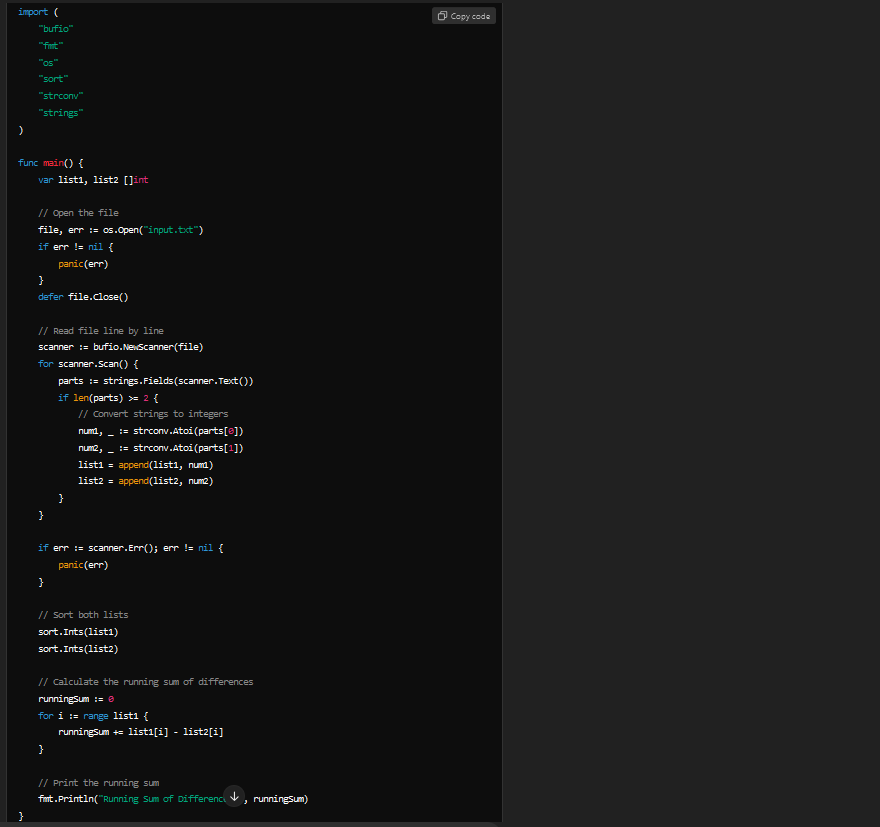 import (
Copy code
"bufio"
"fmt"
"os"
"sort"
"strconv"
"strings"
)
func main() {
var list1, list2 []int
// Open the file
file, err := os.Open("input.txt")
if err != nil {
panic(err)
}
defer file.Close()
// Read file line by line
scanner := bufio.NewScanner(file)
for scanner.Scan() {
parts := strings.Fields(scanner.Text())
if len(parts) >= 2 {
// Convert strings to integers
num1, _ := strconv.Atoi(parts[0])
num2, _ := strconv.Atoi(parts[1])
list1 = append(list1, num1)
list2 = append(list2, num2)
}
}
if err := scanner.Err(); err != nil {
panic(err)
}
// Sort both lists
sort.Ints(list1)
sort.Ints(list2)
// Calculate the running sum of differences
runningSum := 0
for i := range list1 {
runningSum += list1[i] - list2[i]
}
// Print the running sum
fmt.Println("Running Sum of , runningSum)
}